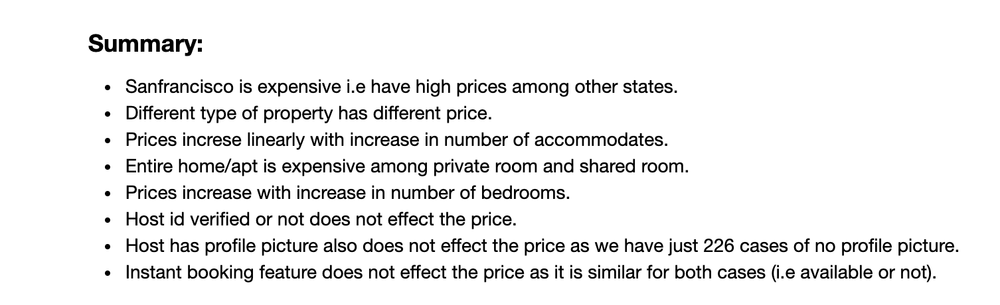 Summary:
• Sanfrancisco is expensive i.e have high prices among other states.
• Different type of property has different price.
• Prices increse linearly with increase in number of accommodates.
• Entire home/apt is expensive among private room and shared room.
• Prices increase with increase in number of bedrooms.
• Host id verified or not does not effect the price.
• Host has profile picture also does not effect the price as we have just 226 cases of no profile picture.
• Instant booking feature does not effect the price as it is similar for both cases (i.e available or not).